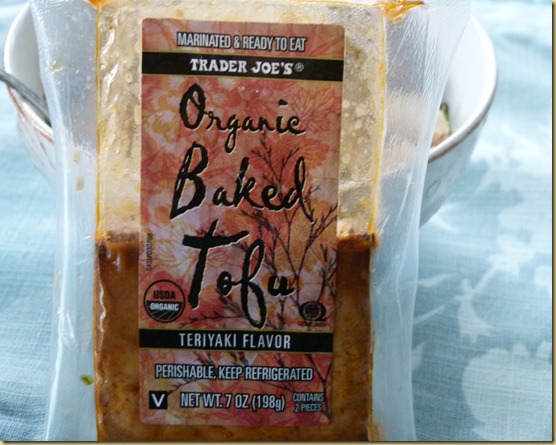 MARINATED & READY TO EAT
TRADER JOE'S®
Organic
Baked
Tofu
USDA
ORGANIC
TERIYAKI FLAVOR
PERISHABLE, KEEP REFRIGERATED
V NET WT. 7 OZ (198g) CONTAINS
2 PIECES